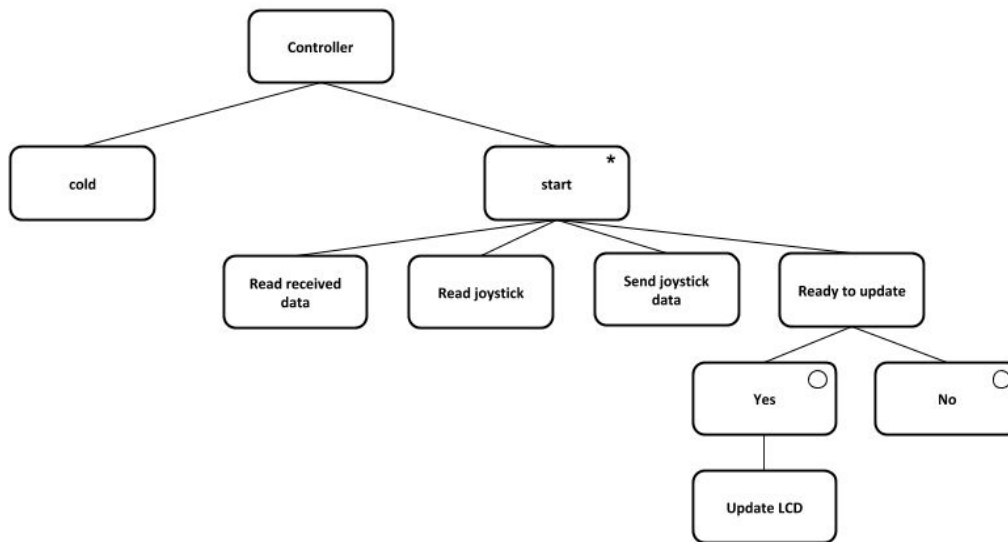 Controller
cold
*
start
Read received
data
Read joystick
Send joystick
data
Ready to update
Yes
No
Update LCD